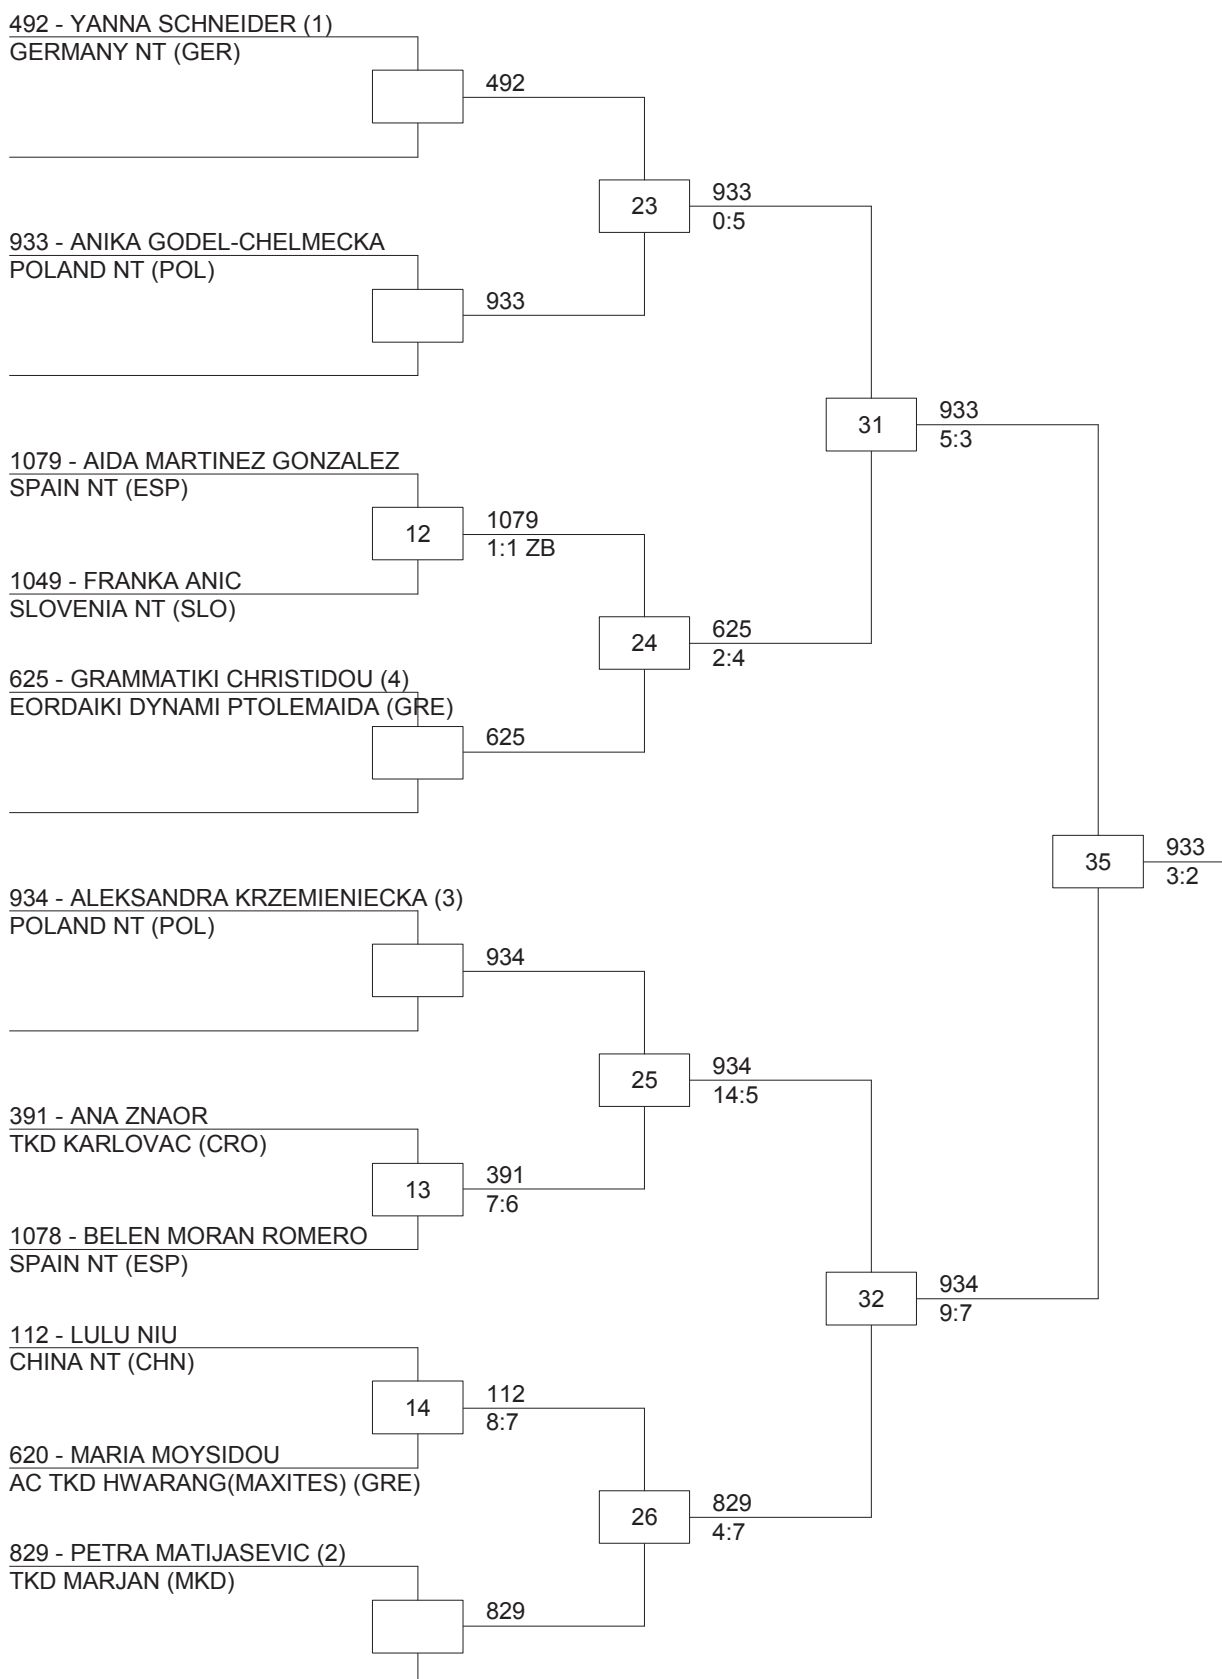 492 - YANNA SCHNEIDER (1)
GERMANY NT (GER)
492
23
933
0:5
933 - ANIKA GODEL-CHELMECKA
POLAND NT (POL)
933
31
933
5:3
1079 - AIDA MARTINEZ GONZALEZ
SPAIN NT (ESP)
12
1079
1:1 ZB
1049 - FRANKA ANIC
SLOVENIA NT (SLO)
24
625
2:4
625 - GRAMMATIKI CHRISTIDOU (4)
EORDAIKI DYNAMI PTOLEMAIDA (GRE)
625
35
933
3:2
934 - ALEKSANDRA KRZEMIENIECKA (3)
POLAND NT (POL)
934
25
934
14:5
391 - ANA ZNAOR
TKD KARLOVAC (CRO)
13
391
7:6
1078 - BELEN MORAN ROMERO
SPAIN NT (ESP)
32
934
9:7
112 - LULU NIU
CHINA NT (CHN)
14
112
8:7
620 - MARIA MOYSIDOU
AC TKD HWARANG(MAXITES) (GRE)
26
829
4:7
829 - PETRA MATIJASEVIC (2)
TKD MARJAN (MKD)
829